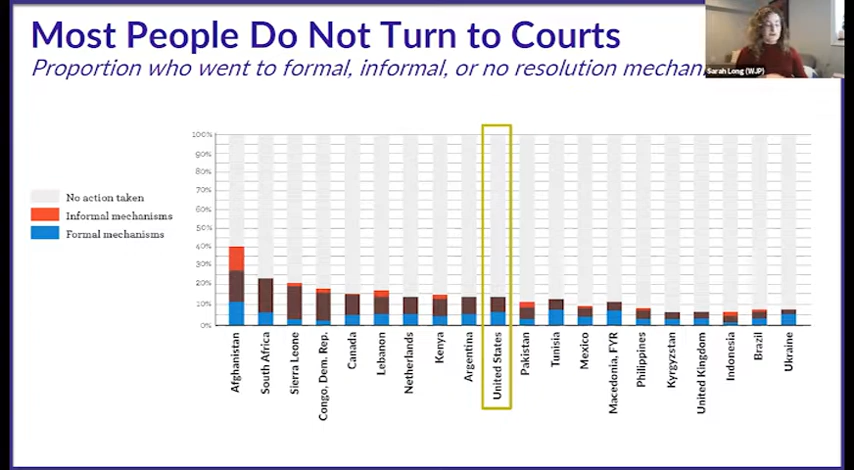 Most People Do Not Turn to Courts
Proportion who went to formal, informal, or no resolution mechani
Sarah Long (WJP)
100%
90%
80%
70%
60%
50%
40%
30%
20%
10%
0%
No action taken
Informal mechanisms
Formal mechanisms
Afghanistan
South Africa
Sierra Leone
Congo, Dem. Rep.
Canada
Lebanon
Netherlands
Kenya
Argentina
United States
Pakistan
Tunisia
Mexico
Macedonia, FYR
Philippines
Kyrgyzstan
United Kingdom
Indonesia
Brazil
Ukraine